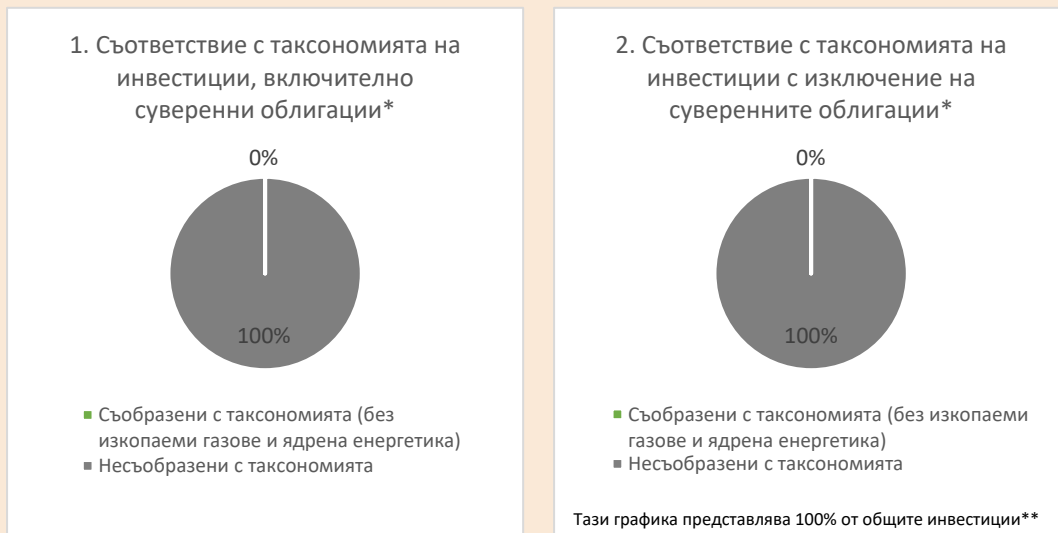 1. Съответствие с таксономията на
инвестиции, включително
суверенни облигации*
0%
100%
Съобразени с таксономията (без
изкопаеми газове и ядрена енергетика)
Несъобразени с таксономията
2. Съответствие с таксономията на
инвестиции с изключение на
суверенните облигации*
0%
100%
Съобразени с таксономията (без изкопаеми
газове и ядрена енергетика)
Несъобразени с таксономията
Тази графика представлява 100% от общите инвестиции**